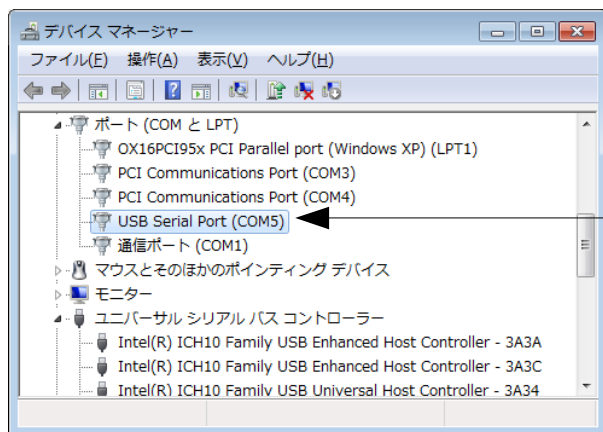 デバイス マネージャー
ファイル(F) 操作(A) 表示(V) ヘルプ(H)
ポート (COM と LPT)
OX16PCI95x PCI Parallel port (Windows XP) (LPT1)
PCI Communications Port (COM3)
PCI Communications Port (COM4)
USB Serial Port (COM5)
通信ポート (COM1)
マウスとそのほかのポインティング デバイス
モニター
ユニバーサル シリアル バス コントローラー
Intel(R) ICH10 Family USB Enhanced Host Controller - 3A3A
Intel(R) ICH10 Family USB Enhanced Host Controller - 3A3C
Intel(R) ICH10 Family USB Universal Host Controller - 3A34